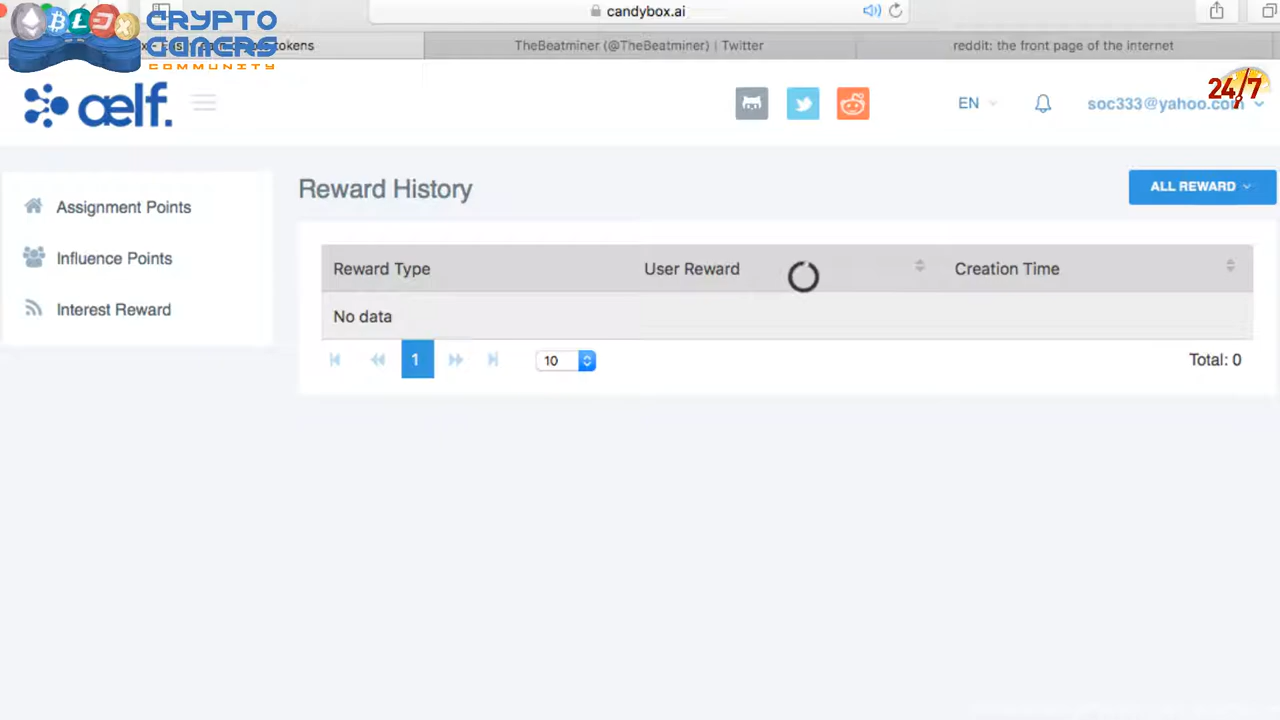 CRYPTO
GAMERS
COMMUNITY
candybox.ai
tokens
TheBeatminer (@TheBeatminer) | Twitter
reddit: the front page of the internet
24/7
ælf.
EN
soc333@yahoo.com
Assignment Points
Influence Points
Interest Reward
Reward History
ALL REWARD
Reward Type
User Reward
Creation Time
No data
1
10
Total: 0